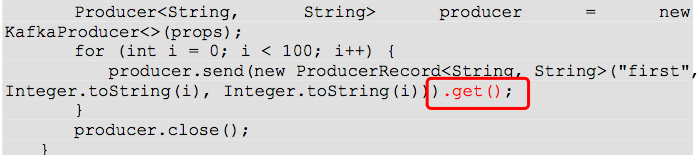 Producer<String, String> producer = new
KafkaProducer<>(props);
for (int i = 0; i < 100; i++) {
producer.send(new ProducerRecord<String, String>("first",
Integer.toString(i), Integer.toString(i))).get();
}
producer.close();
}